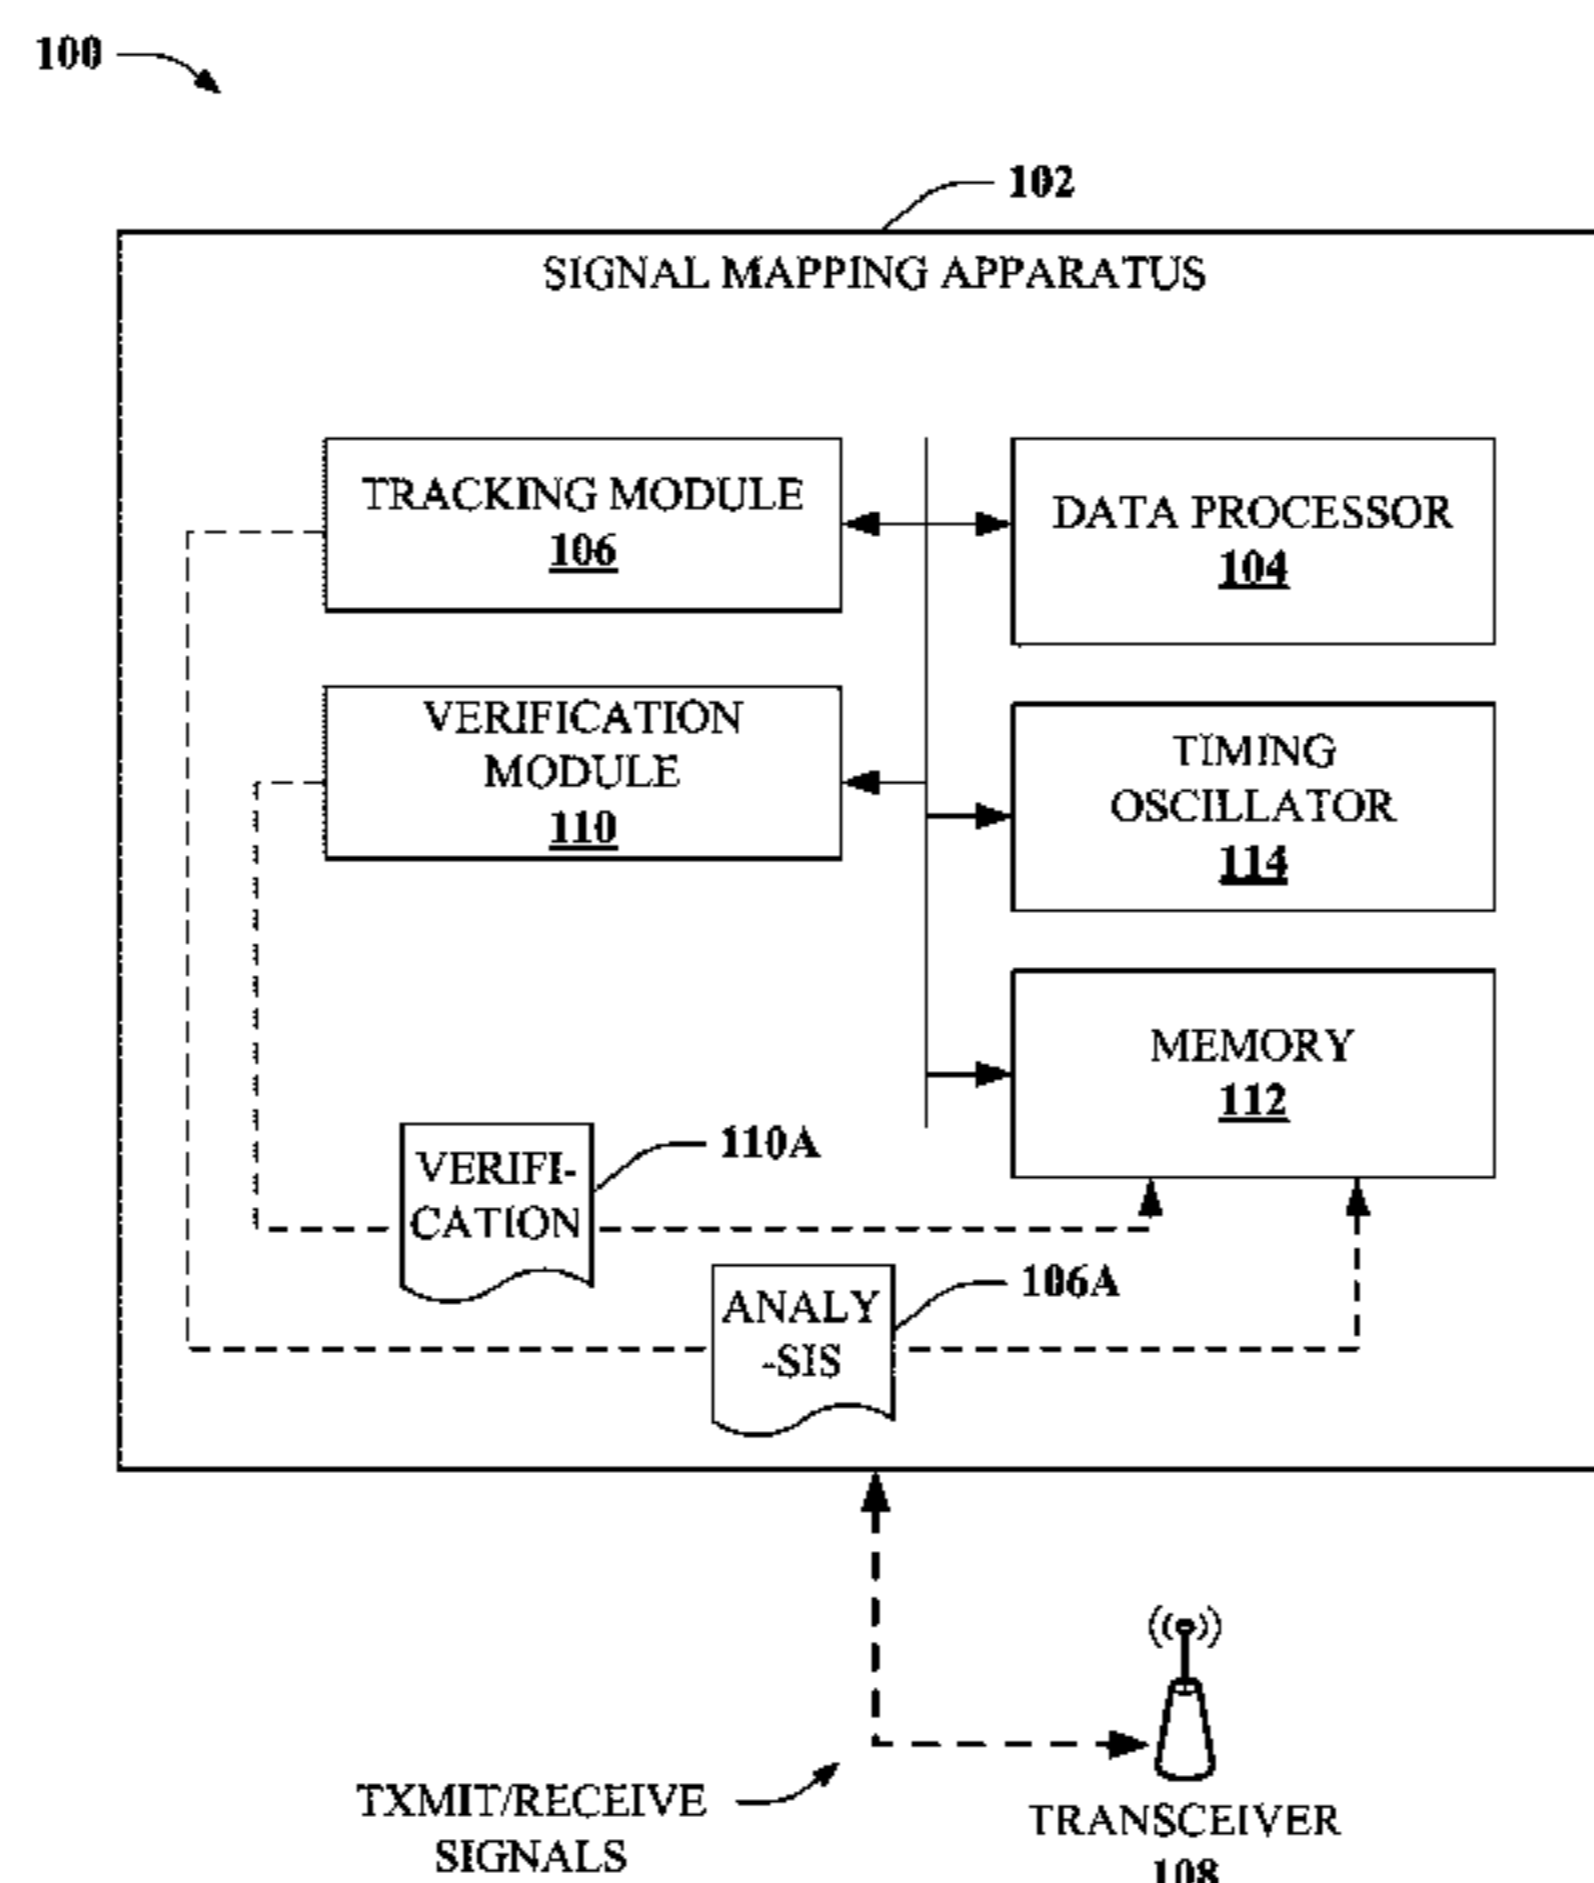 100
102
SIGNAL MAPPING APPARATUS
TRACKING MODULE
106
DATA PROCESSOR
104
VERIFICATION
MODULE
110
TIMING
OSCILLATOR
114
MEMORY
112
110A
VERIFI-
CATION
106A
ANALY
-SIS
TXMIT/RECEIVE
SIGNALS
TRANSCEIVER
108